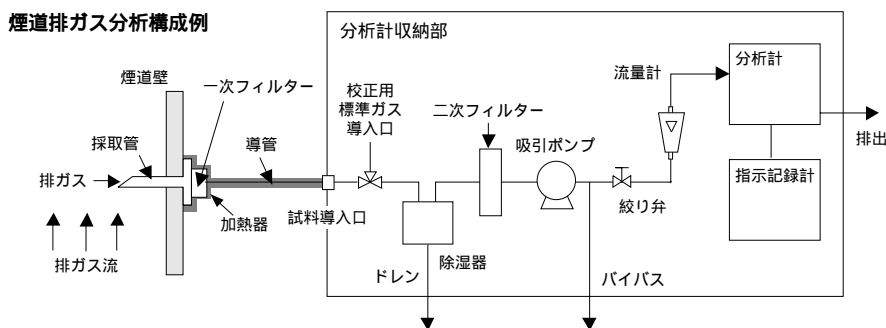 煙道排ガス分析構成例
分析計収納部
煙道壁
一次フィルター
採取管
導管
排ガス
加熱器
排ガス流
試料導入口
校正用
標準ガス
導入口
二次フィルター
吸引ポンプ
流量計
分析計
排出
指示記録計
絞り弁
除湿器
ドレン
バイパス